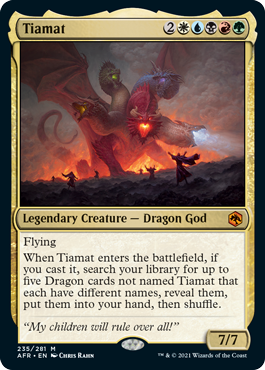 Tiamat 2
Legendary Creature — Dragon God
Flying
When Tiamat enters the battlefield, if
you cast it, search your library for up to
five Dragon cards not named Tiamat that
each have different names, reveal them,
put them into your hand, then shuffle.
“My children will rule over all!”
7/7
235/281 M
AFR • EN Chris Rahn
™ & © 2021 Wizards of the Coast